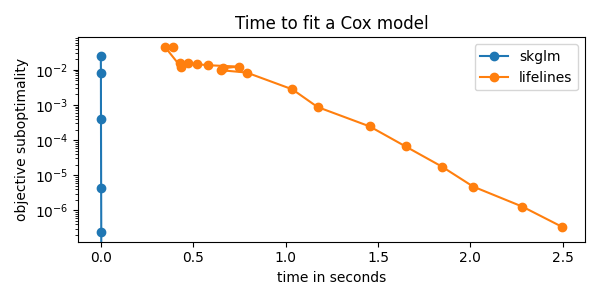 Time to fit a Cox model
objective suboptimality
10⁻²
10⁻³
10⁻⁴
10⁻⁵
10⁻⁶
skglm
lifelines
0.0 0.5 1.0 1.5 2.0 2.5
time in seconds